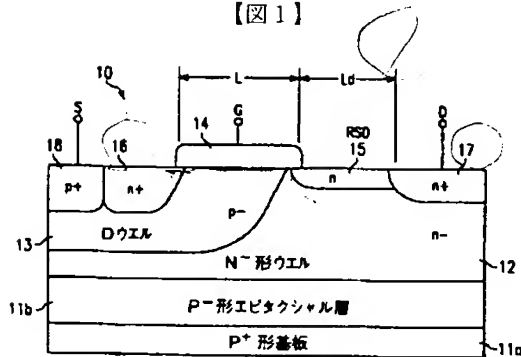 【図1】
10
L
Ld
S
G
D
14
RSD
15
18
16
17
p+
n+
n
n+
p-
13
Dウエル
n-
N⁻形ウエル
12
11b
P⁻形エピタクシャル層
P⁺形基板
11a